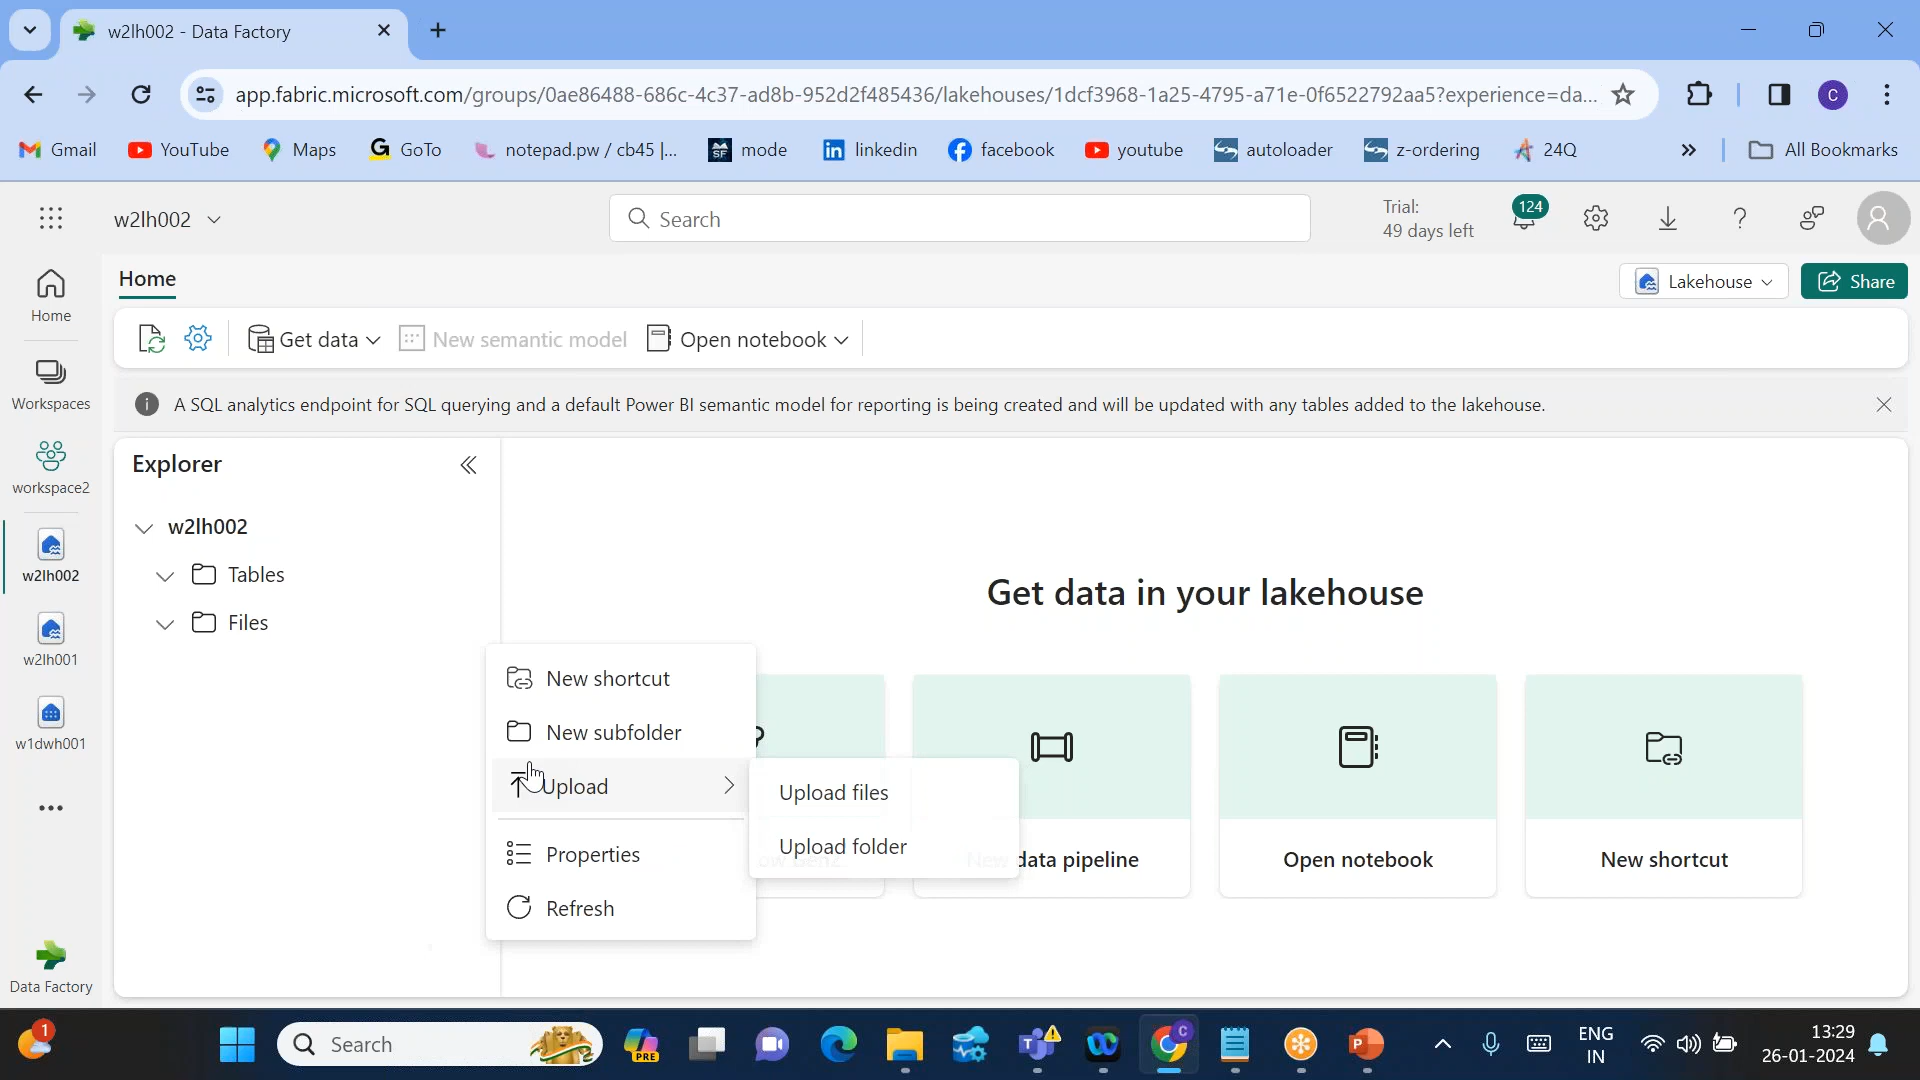 w2lh002 - Data Factory
app.fabric.microsoft.com/groups/0ae86488-686c-4c37-ad8b-952d2f485436/lakehouses/1dcf3968-1a25-4795-a71e-0f6522792aa5?experience=da...
C
Gmail
YouTube
Maps
GoTo
notepad.pw / cb45 |...
mode
linkedin
facebook
youtube
autoloader
z-ordering
24Q
All Bookmarks
w2lh002
Search
Trial:
49 days left
124
Home
Workspaces
workspace2
w2lh002
w2lh001
w1dwh001
Data Factory
Home
Lakehouse
Share
Get data
New semantic model
Open notebook
A SQL analytics endpoint for SQL querying and a default Power BI semantic model for reporting is being created and will be updated with any tables added to the lakehouse.
Explorer
w2lh002
Tables
Files
Get data in your lakehouse
New shortcut
New subfolder
Upload
Properties
Refresh
Upload files
Upload folder
New data pipeline
Open notebook
New shortcut
1
Search
PRE
C
ENG
IN
13:29
26-01-2024